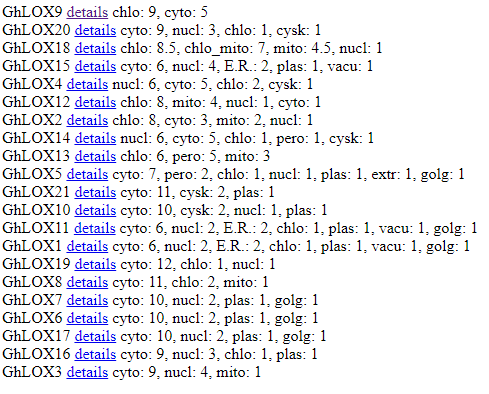 GhLOX9 details chlo: 9, cyto: 5
GhLOX20 details cyto: 9, nucl: 3, chlo: 1, cysk: 1
GhLOX18 details chlo: 8.5, chlo_mito: 7, mito: 4.5, nucl: 1
GhLOX15 details cyto: 6, nucl: 4, E.R.: 2, plas: 1, vacu: 1
GhLOX4 details nucl: 6, cyto: 5, chlo: 2, cysk: 1
GhLOX12 details chlo: 8, mito: 4, nucl: 1, cyto: 1
GhLOX2 details chlo: 8, cyto: 3, mito: 2, nucl: 1
GhLOX14 details nucl: 6, cyto: 5, chlo: 1, pero: 1, cysk: 1
GhLOX13 details chlo: 6, pero: 5, mito: 3
GhLOX5 details cyto: 7, pero: 2, chlo: 1, nucl: 1, plas: 1, extr: 1, golg: 1
GhLOX21 details cyto: 11, cysk: 2, plas: 1
GhLOX10 details cyto: 10, cysk: 2, nucl: 1, plas: 1
GhLOX11 details cyto: 6, nucl: 2, E.R.: 2, chlo: 1, plas: 1, vacu: 1, golg: 1
GhLOX1 details cyto: 6, nucl: 2, E.R.: 2, chlo: 1, plas: 1, vacu: 1, golg: 1
GhLOX19 details cyto: 12, chlo: 1, nucl: 1
GhLOX8 details cyto: 11, chlo: 2, mito: 1
GhLOX7 details cyto: 10, nucl: 2, plas: 1, golg: 1
GhLOX6 details cyto: 10, nucl: 2, plas: 1, golg: 1
GhLOX17 details cyto: 10, nucl: 2, plas: 1, golg: 1
GhLOX16 details cyto: 9, nucl: 3, chlo: 1, plas: 1
GhLOX3 details cyto: 9, nucl: 4, mito: 1